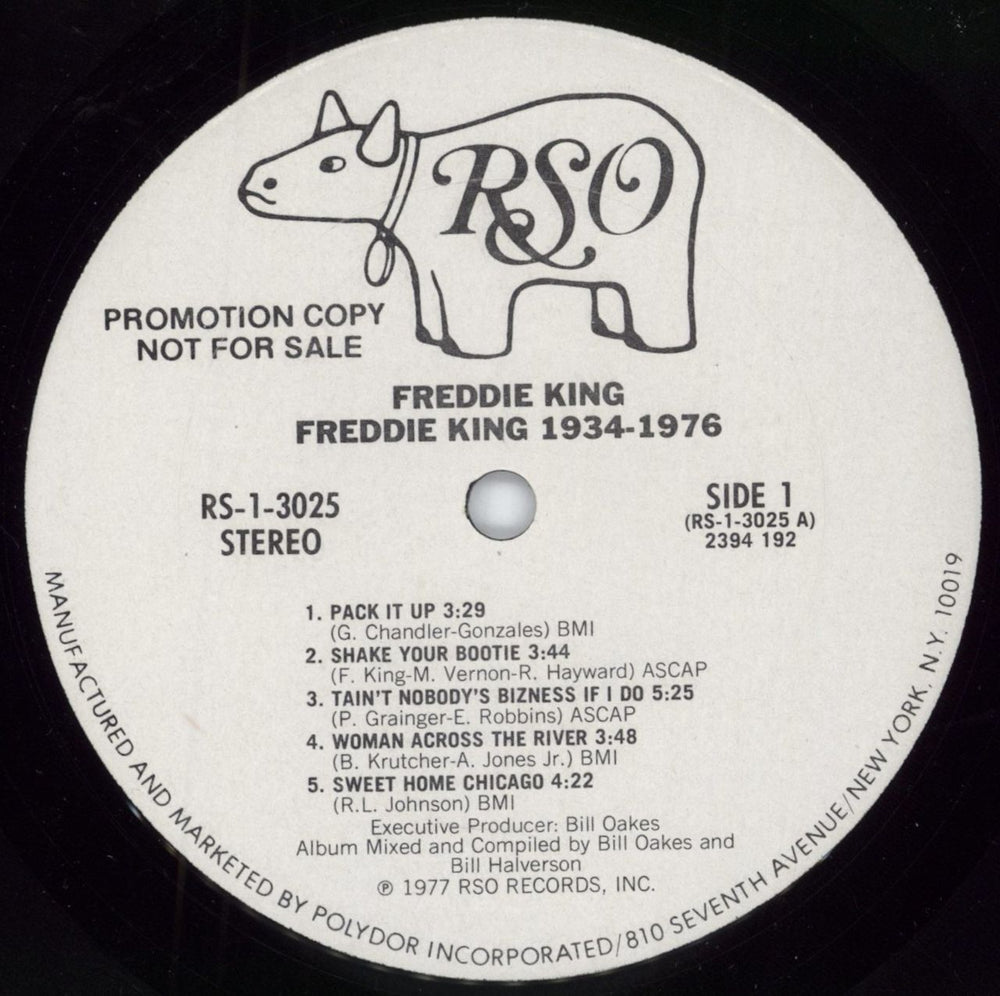 RSO
PROMOTION COPY
NOT FOR SALE
FREDDIE KING
FREDDIE KING 1934-1976
RS-1-3025
STEREO
SIDE 1
(RS-1-3025 A)
2394 192
1. PACK IT UP 3:29
(G. Chandler-Gonzales) BMI
2. SHAKE YOUR BOOTIE 3:44
(F. King-M. Vernon-R. Hayward) ASCAP
3. TAIN'T NOBODY'S BIZNESS IF I DO 5:25
(P. Grainger-E. Robbins) ASCAP
4. WOMAN ACROSS THE RIVER 3:48
(B. Krutcher-A. Jones Jr.) BMI
5. SWEET HOME CHICAGO 4:22
(R.L. Johnson) BMI
Executive Producer: Bill Oakes
Album Mixed and Compiled by Bill Oakes and
Bill Halverson
℗ 1977 RSO RECORDS, INC.
MANUFACTURED AND MARKETED BY POLYDOR INCORPORATED/810 SEVENTH AVENUE/NEW YORK, N.Y. 10019